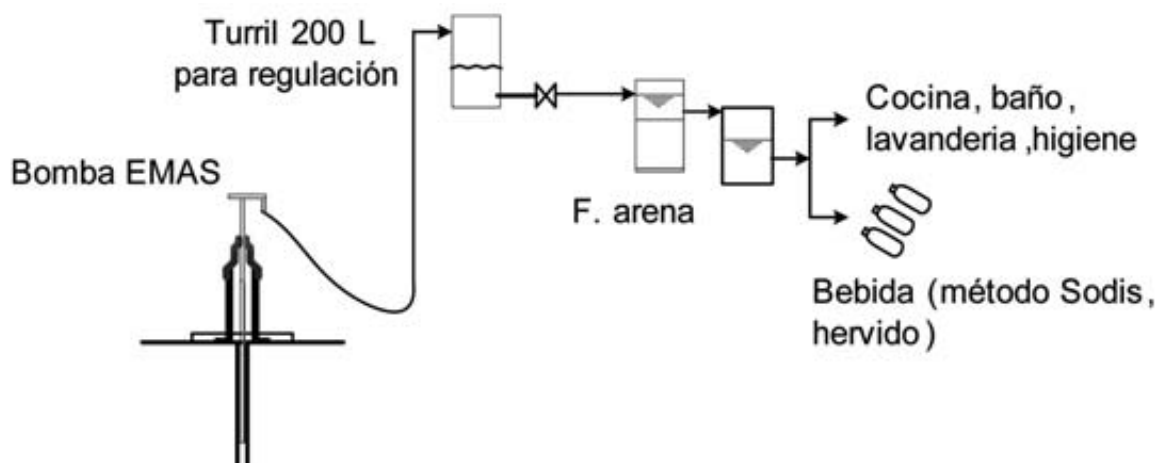 Turril 200 L
para regulación
Bomba EMAS
F. arena
Cocina, baño,
lavanderia ,higiene
Bebida (método Sodis,
hervido)